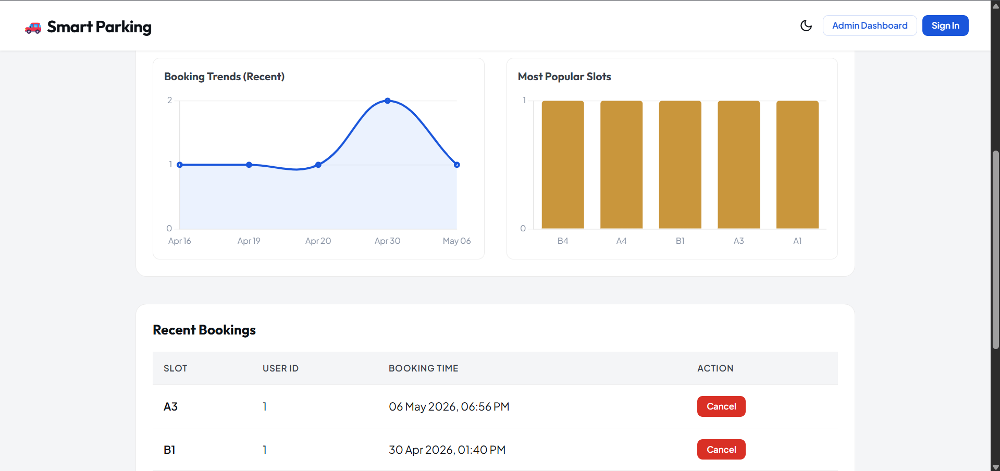 Smart Parking
Admin Dashboard
Sign In
Booking Trends (Recent)
2
1
0
Apr 16 Apr 19 Apr 20 Apr 30 May 06
Most Popular Slots
1
0
B4 A4 B1 A3 A1
Recent Bookings
SLOT USER ID BOOKING TIME ACTION
A3 1 06 May 2026, 06:56 PM Cancel
B1 1 30 Apr 2026, 01:40 PM Cancel